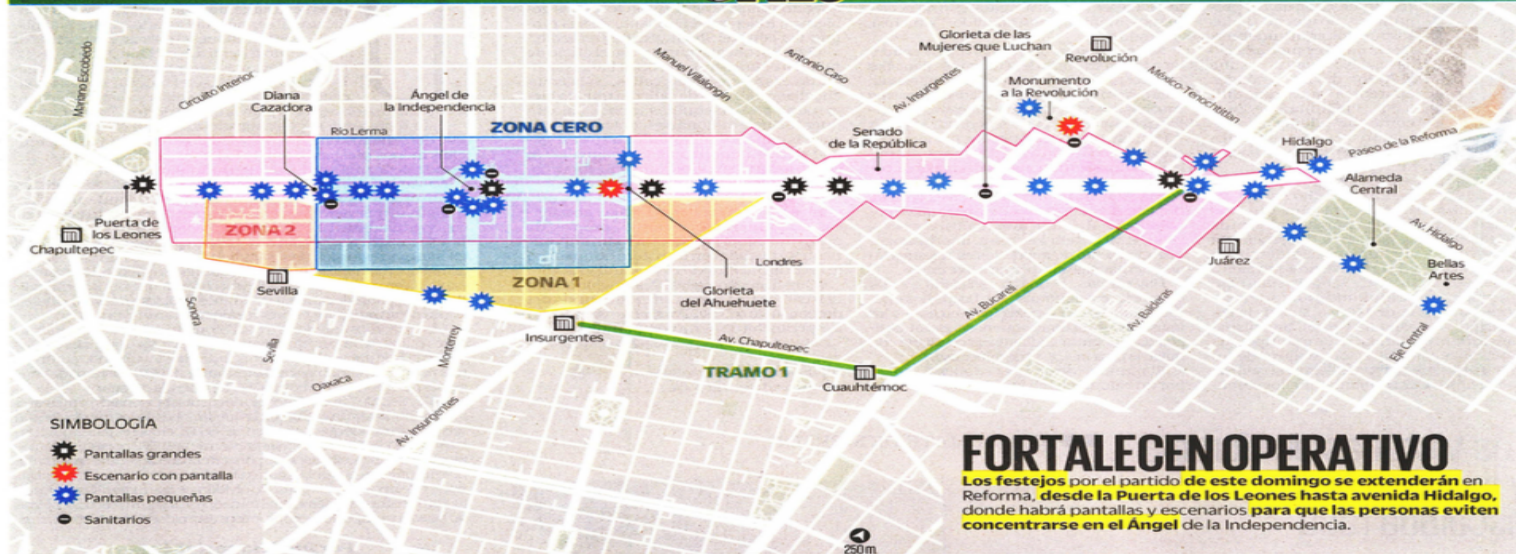 Mariano Escobedo
Circuito Interior
Diana
Cazadora
Ángel de
la Independencia
Río Lerma
ZONA CERO
Manuel Villalongín
Antonio Caso
Av. Insurgentes
Glorieta de las
Mujeres que Luchan
Revolución
Monumento
a la Revolución
México Tenochtitlan
Senado
de la República
Hidalgo
Paseo de la Reforma
Alameda
Central
Puerta de
los Leones
Chapultepec
ZONA 2
Sevilla
ZONA 1
Londres
Glorieta
del Ahuehuete
Juárez
Av. Hidalgo
Bellas
Artes
Sonora
Sevilla
Monterrey
Insurgentes
Av. Chapultepec
Av. Bucareli
Av. Balderas
Eje Central
Oaxaca
Av. Insurgentes
TRAMO 1
Cuauhtémoc
SIMBOLOGÍA
Pantallas grandes
Escenario con pantalla
Pantallas pequeñas
Sanitarios
250 m
FORTALECEN OPERATIVO
Los festejos por el partido de este domingo se extenderán en
Reforma, desde la Puerta de los Leones hasta avenida Hidalgo,
donde habrá pantallas y escenarios para que las personas eviten
concentrarse en el Ángel de la Independencia.